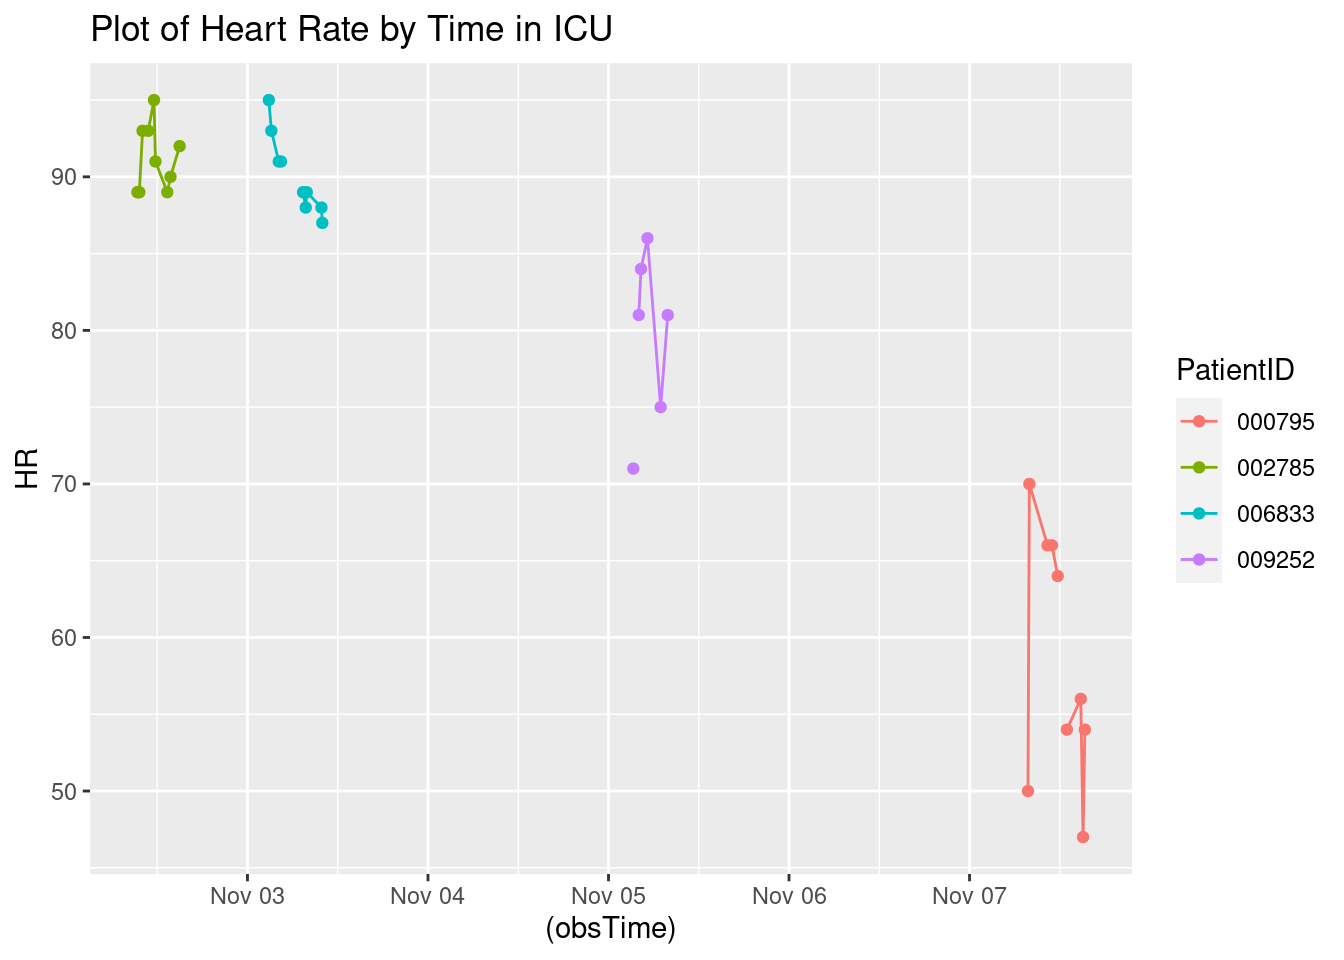 Plot of Heart Rate by Time in ICU
90
80
70
60
50
HR
Nov 03
Nov 04
Nov 05
Nov 06
Nov 07
(obsTime)
PatientID
000795
002785
006833
009252